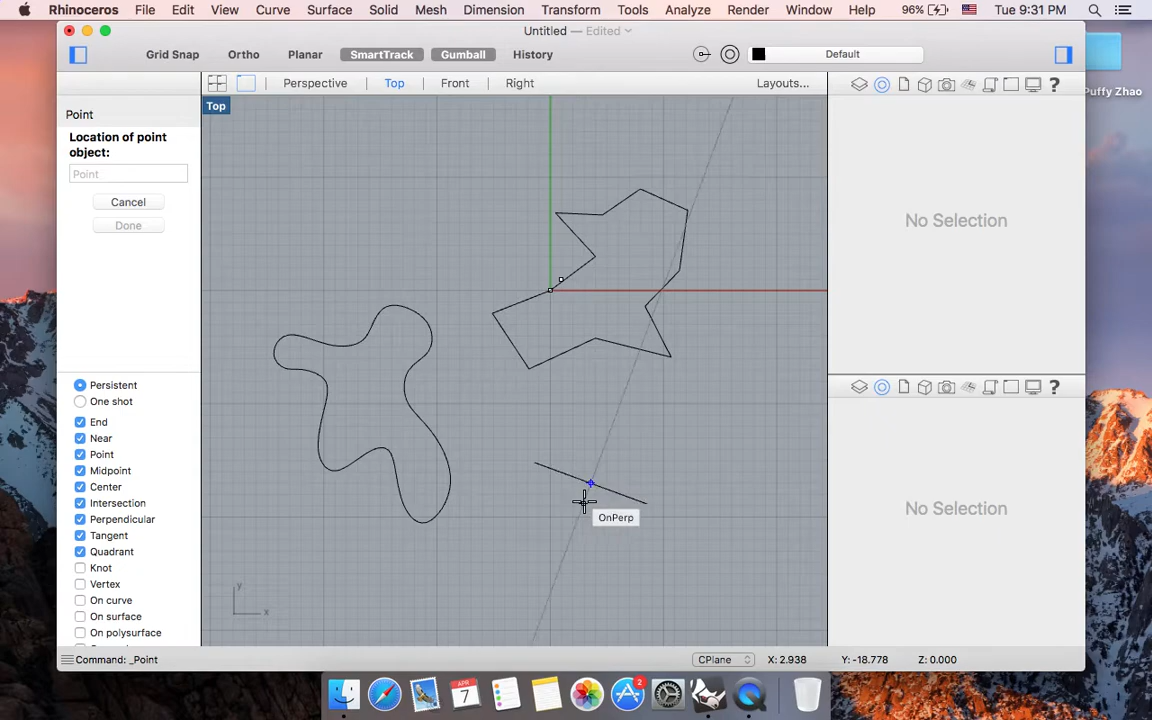 Rhinoceros File Edit View Curve Surface Solid Mesh Dimension Transform Tools Analyze Render Window Help 96% Tue 9:31 PM
Untitled — Edited
Grid Snap Ortho Planar SmartTrack Gumball History Default
Perspective Top Front Right Layouts...
Puffy Zhao
Top
Point
Location of point
object:
Point
Cancel
Done
No Selection
Persistent
One shot
End
Near
Point
Midpoint
Center
Intersection
Perpendicular
Tangent
Quadrant
Knot
Vertex
On curve
On surface
On polysurface
OnPerp
No Selection
y
x
Command: _Point CPlane X: 2.938 Y: -18.778 Z: 0.000
APR
7
2